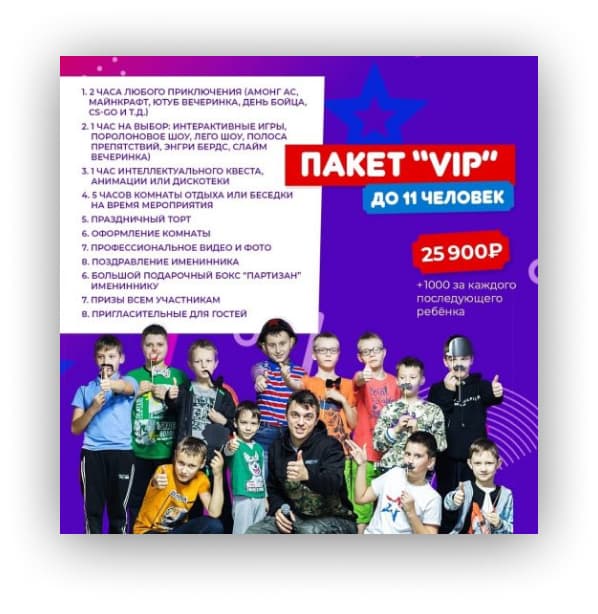 1. 2 ЧАСА ЛЮБОГО ПРИКЛЮЧЕНИЯ (АМОНГ АС,
МАЙНКРАФТ, ЮТУБ ВЕЧЕРИНКА, ДЕНЬ БОЙЦА,
CS-GO И Т.Д.)
2. 1 ЧАС НА ВЫБОР: ИНТЕРАКТИВНЫЕ ИГРЫ,
ПОРОЛОНОВОЕ ШОУ, ЛЕГО ШОУ, ПОЛОСА
ПРЕПЯТСТВИЙ, ЭНГРИ БЕРДС, СЛАЙМ
ВЕЧЕРИНКА)
3. 1 ЧАС ИНТЕЛЛЕКТУАЛЬНОГО КВЕСТА,
АНИМАЦИИ ИЛИ ДИСКОТЕКИ
4. 5 ЧАСОВ КОМНАТЫ ОТДЫХА ИЛИ БЕСЕДКИ
НА ВРЕМЯ МЕРОПРИЯТИЯ
5. ПРАЗДНИЧНЫЙ ТОРТ
6. ОФОРМЛЕНИЕ КОМНАТЫ
7. ПРОФЕССИОНАЛЬНОЕ ВИДЕО И ФОТО
8. ПОЗДРАВЛЕНИЕ ИМЕНИННИКА
6. БОЛЬШОЙ ПОДАРОЧНЫЙ БОКС "ПАРТИЗАН"
ИМЕНИННИКУ
7. ПРИЗЫ ВСЕМ УЧАСТНИКАМ
8. ПРИГЛАСИТЕЛЬНЫЕ ДЛЯ ГОСТЕЙ
ПАКЕТ "VIP"
ДО 11 ЧЕЛОВЕК
25 900₽
+1000 за каждого
последующего
ребёнка